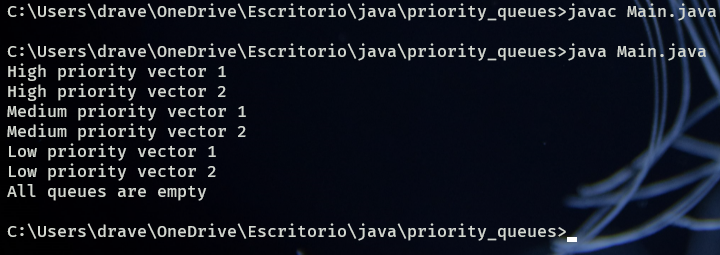 C:\Users\drave\OneDrive\Escritorio\java\priority_queues>javac Main.java
C:\Users\drave\OneDrive\Escritorio\java\priority_queues>java Main.java
High priority vector 1
High priority vector 2
Medium priority vector 1
Medium priority vector 2
Low priority vector 1
Low priority vector 2
All queues are empty
C:\Users\drave\OneDrive\Escritorio\java\priority_queues>